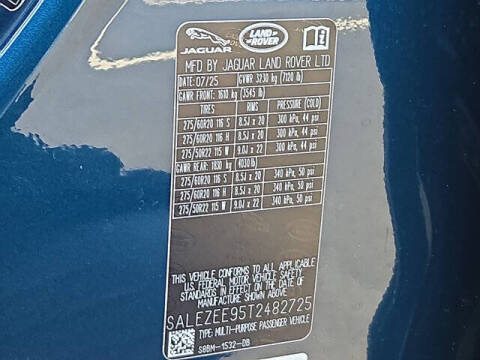 JAGUAR
LAND ROVER
MFD BY JAGUAR LAND ROVER LTD
DATE: 07/25 GVWR 3230 kg (7120 lb)
GAWR FRONT: 1610 kg (3545 lb)
TIRES RIMS PRESSURE (COLD)
275/60R20 116 S 8.5J x 20 300 kPa, 44 psi
275/60R20 116 H 8.5J x 20 300 kPa, 44 psi
275/50R22 115 W 9.0J x 22 300 kPa, 44 psi
GAWR REAR: 1830 kg (4030 lb)
275/60R20 116 S 8.5J x 20 340 kPa, 50 psi
275/60R20 116 H 8.5J x 20 340 kPa, 50 psi
275/50R22 115 W 9.0J x 22 340 kPa, 50 psi
THIS VEHICLE CONFORMS TO ALL APPLICABLE
U.S. FEDERAL MOTOR VEHICLE SAFETY
STANDARDS IN EFFECT ON THE DATE OF
MANUFACTURE SHOWN ABOVE.
SALEZEE95T2482725
TYPE: MULTI-PURPOSE PASSENGER VEHICLE
S8BM-1532-DB